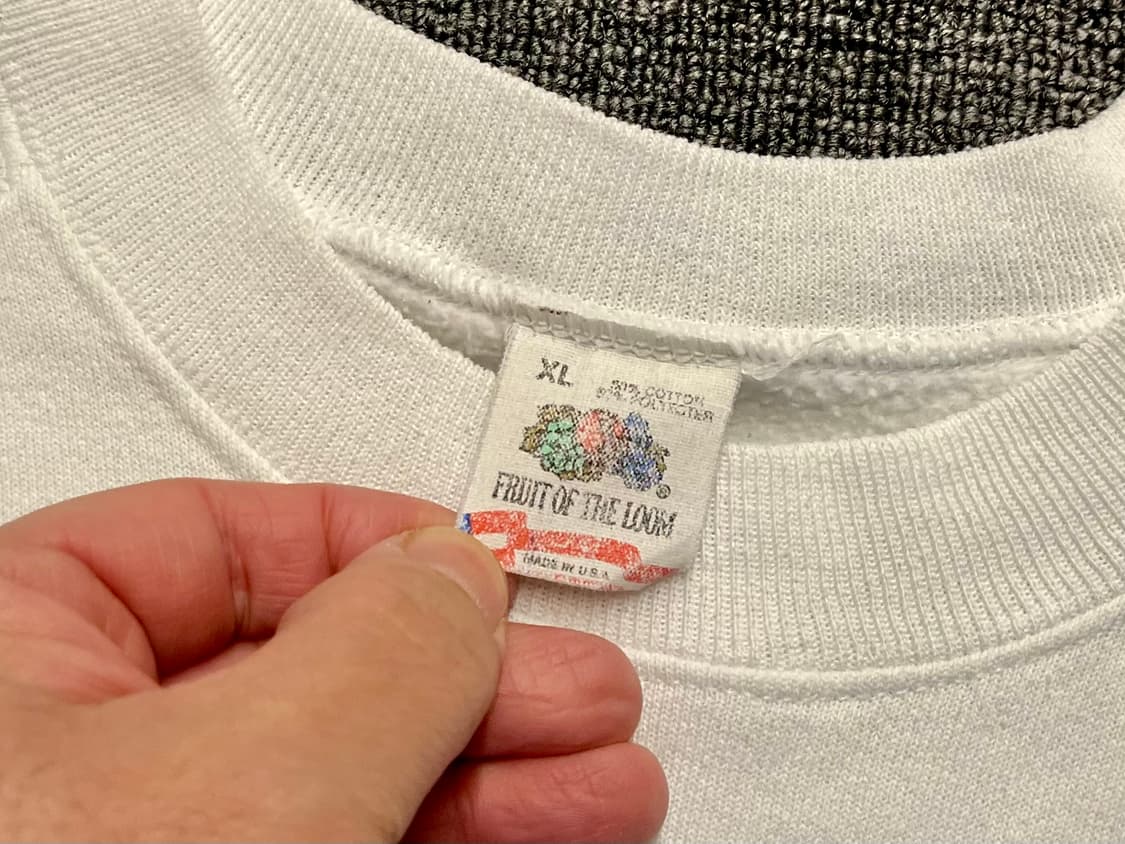 XL
COTTON
POLYESTER
FRUIT OF THE LOOM
®
MADE IN U.S.A.